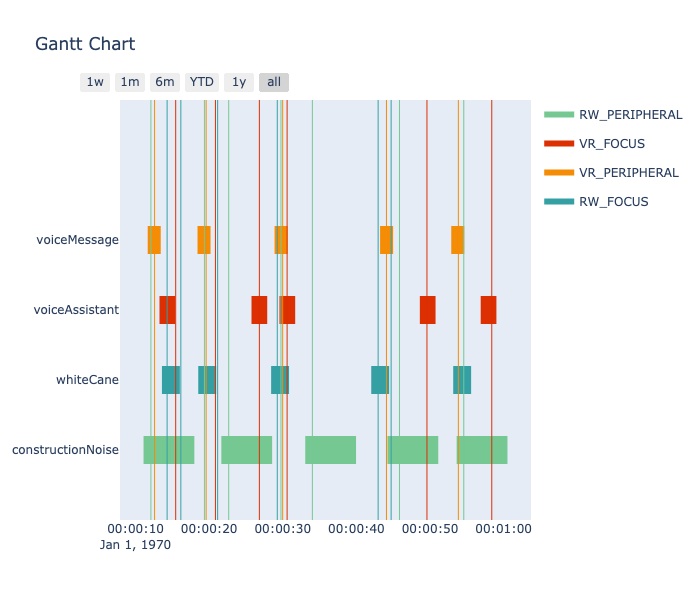 Gantt Chart
1w 1m 6m YTD 1y all
RW_PERIPHERAL
VR_FOCUS
VR_PERIPHERAL
RW_FOCUS
voiceMessage
voiceAssistant
whiteCane
constructionNoise
00:00:10 00:00:20 00:00:30 00:00:40 00:00:50 00:01:00
Jan 1, 1970